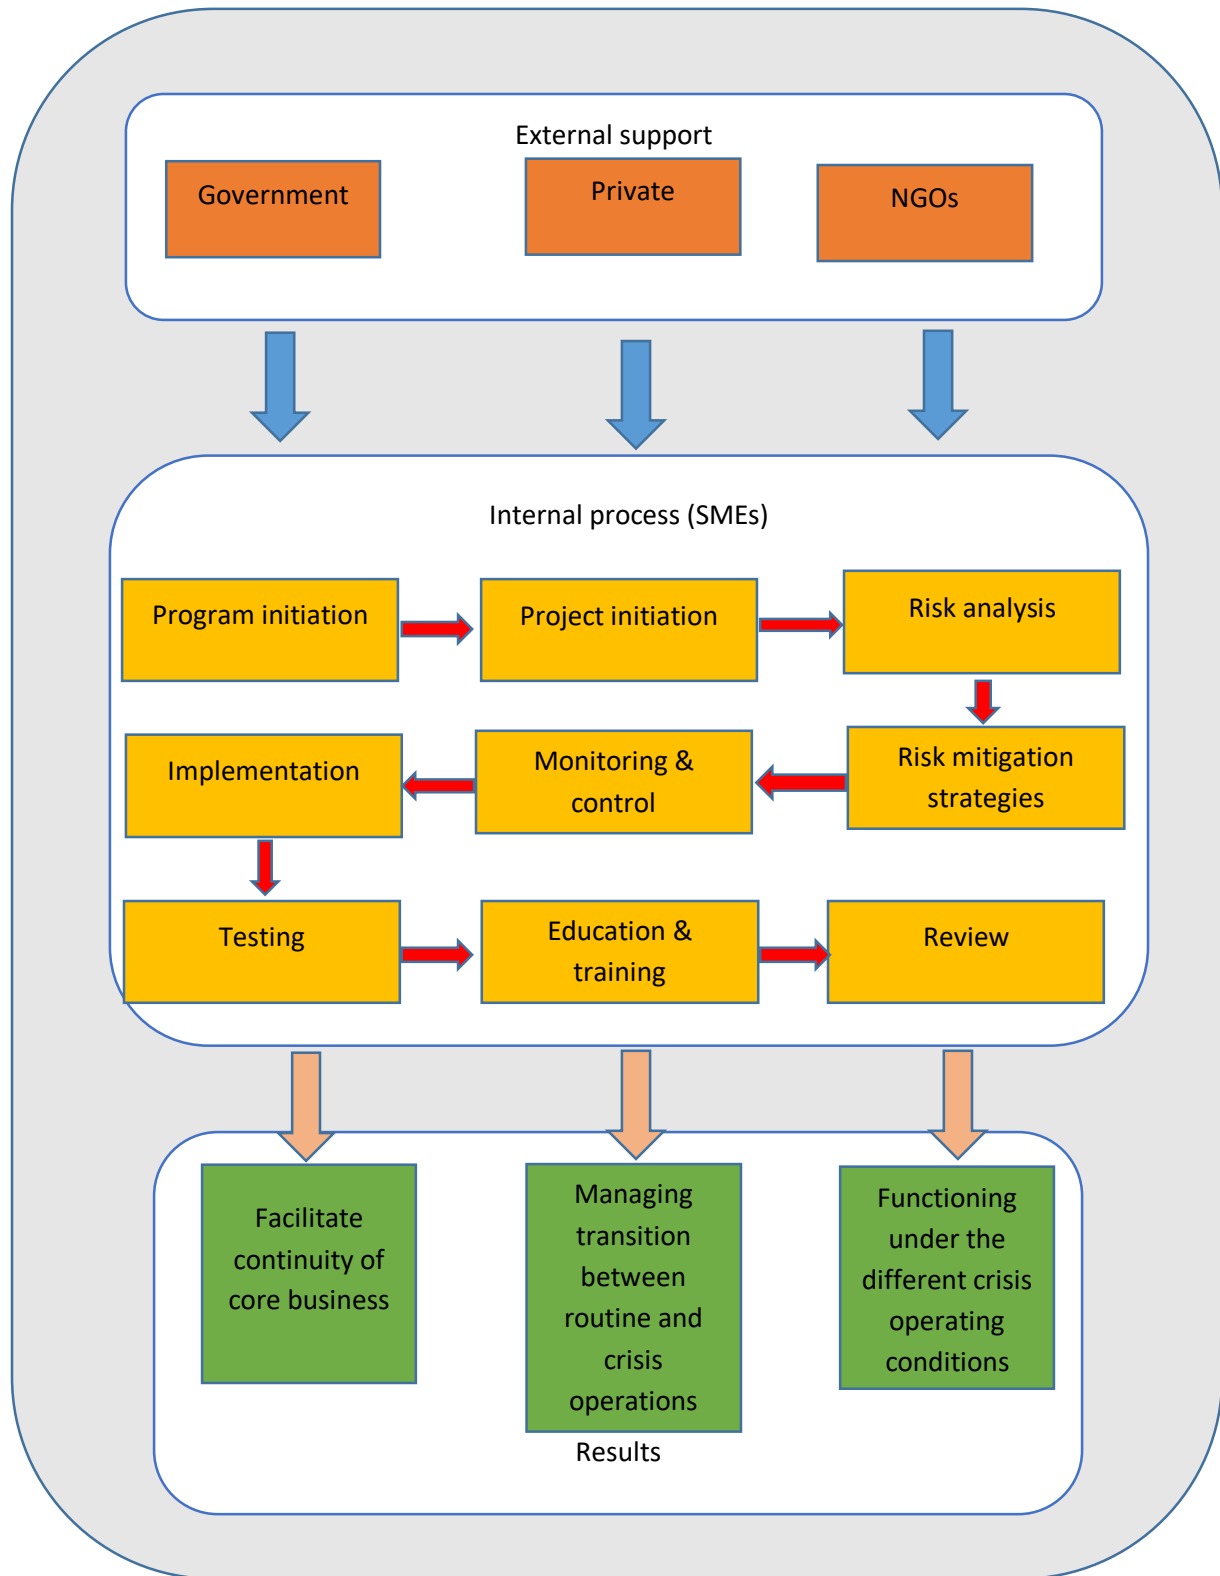 External support
Government
Private
NGOs
Internal process (SMEs)
Program initiation
Project initiation
Risk analysis
Implementation
Monitoring &
control
Risk mitigation
strategies
Testing
Education &
training
Review
Facilitate
continuity of
core business
Managing
transition
between
routine and
crisis
operations
Functioning
under the
different crisis
operating
conditions
Results